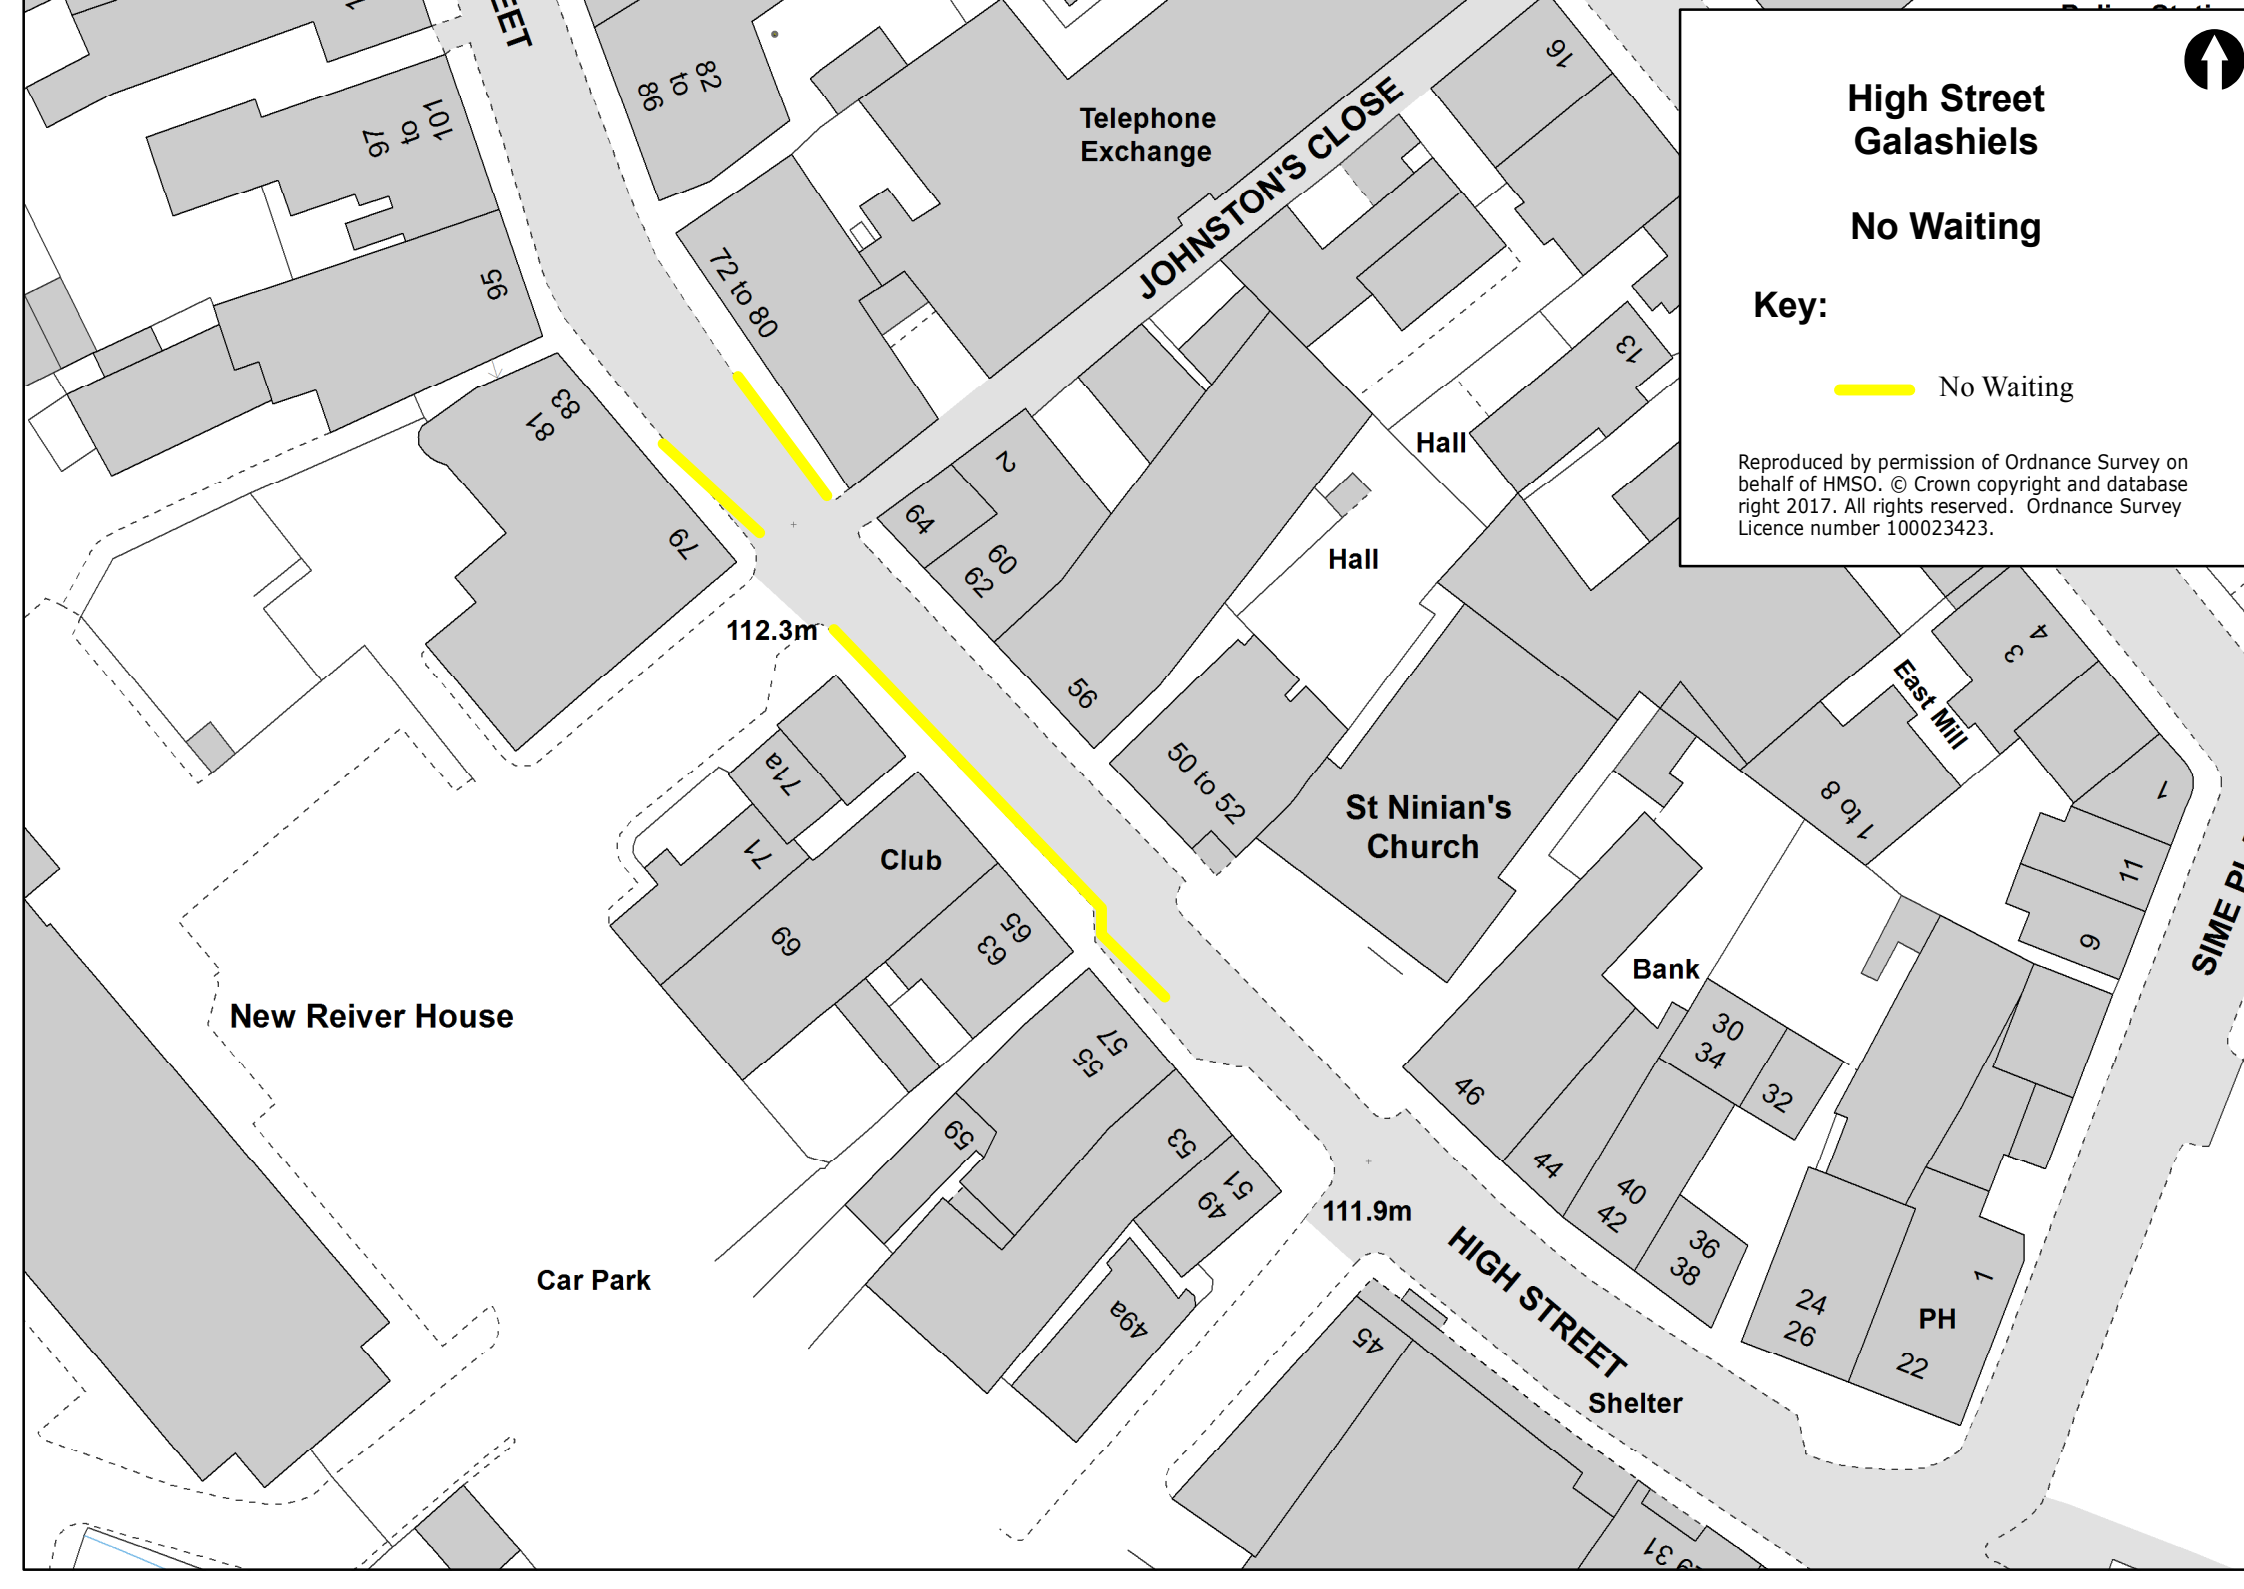 High Street
Galashiels
No Waiting
Key:
No Waiting
Reproduced by permission of Ordnance Survey on
behalf of HMSO. © Crown copyright and database
right 2017. All rights reserved. Ordnance Survey
Licence number 100023423.
82
to
86
101
to
97
95
72 to 80
Telephone
Exchange
JOHNSTON'S CLOSE
16
13
83
81
79
2
64
60
62
56
Hall
Hall
112.3m
50 to 52
St Ninian's
Church
East Mill
4
3
1 to 8
1
11
9
SIME
71a
71
Club
69
65
63
Bank
30
34
32
New Reiver House
57
55
59
53
51
49
49a
46
44
40
42
36
38
111.9m
HIGH STREET
Shelter
24
26
PH
1
22
Car Park
45
31